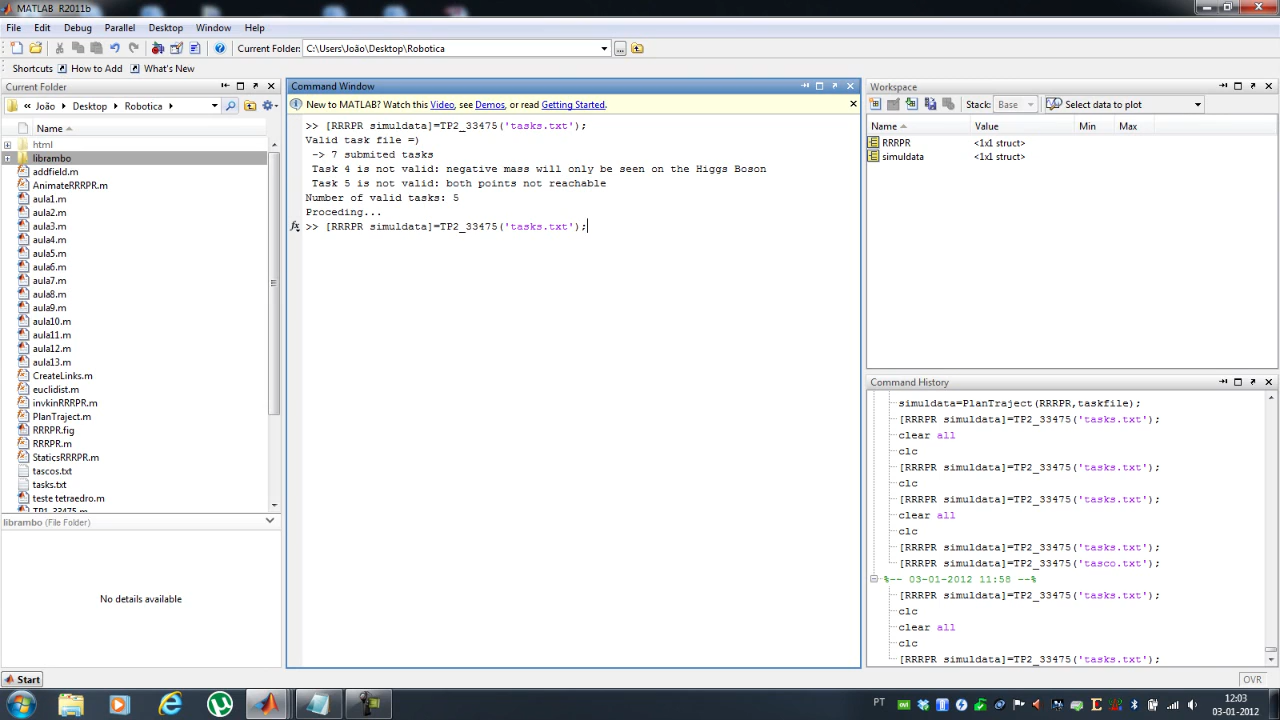 MATLAB R2011b
File Edit Debug Parallel Desktop Window Help
Current Folder: C:\Users\João\Desktop\Robotica
Shortcuts How to Add What's New
Current Folder
« João Desktop Robotica
Name
html
librambo
addfield.m
AnimateRRRPR.m
aula1.m
aula2.m
aula3.m
aula4.m
aula5.m
aula6.m
aula7.m
aula8.m
aula9.m
aula10.m
aula11.m
aula12.m
aula13.m
CreateLinks.m
euclidist.m
invkinRRRPR.m
PlanTraject.m
RRRPR.fig
RRRPR.m
StaticsRRRPR.m
tascos.txt
tasks.txt
teste tetraedro.m
TP1_33475.m
librambo (File Folder)
No details available
Command Window
New to MATLAB? Watch this Video, see Demos, or read Getting Started.
>> [RRRPR simuldata]=TP2_33475('tasks.txt');
Valid task file =)
-> 7 submited tasks
Task 4 is not valid: negative mass will only be seen on the Higgs Boson
Task 5 is not valid: both points not reachable
Number of valid tasks: 5
Proceding...
fx >> [RRRPR simuldata]=TP2_33475('tasks.txt');
Workspace
Stack: Base Select data to plot
Name Value Min Max
RRRPR <1x1 struct>
simuldata <1x1 struct>
Command History
simuldata=PlanTraject(RRRPR,taskfile);
[RRRPR simuldata]=TP2_33475('tasks.txt');
clear all
clc
[RRRPR simuldata]=TP2_33475('tasks.txt');
clc
[RRRPR simuldata]=TP2_33475('tasks.txt');
clear all
clc
[RRRPR simuldata]=TP2_33475('tasks.txt');
[RRRPR simuldata]=TP2_33475('tasco.txt');
%-- 03-01-2012 11:58 --%
[RRRPR simuldata]=TP2_33475('tasks.txt');
clc
clear all
clc
[RRRPR simuldata]=TP2_33475('tasks.txt');
Start
OVR
PT
12:03
03-01-2012